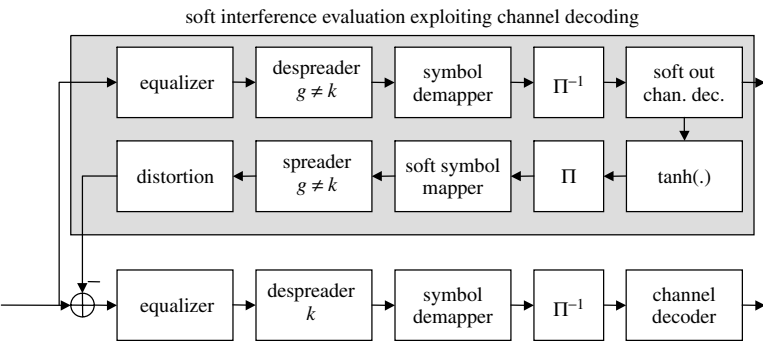 soft interference evaluation exploiting channel decoding
equalizer
despreader
g ≠ k
symbol
demapper
Π⁻¹
soft out
chan. dec.
distortion
spreader
g ≠ k
soft symbol
mapper
Π
tanh(.)
−
equalizer
despreader
k
symbol
demapper
Π⁻¹
channel
decoder